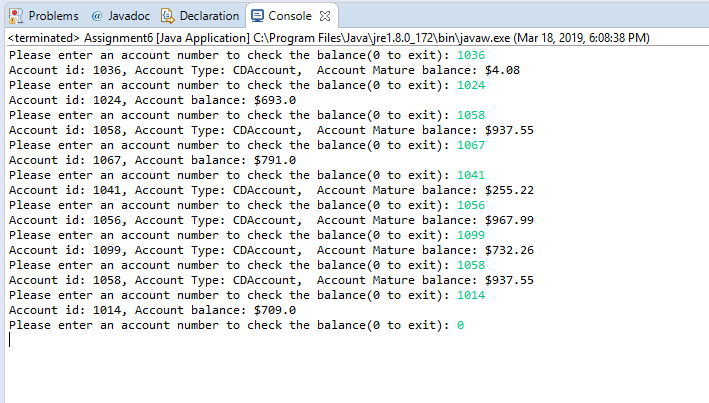 Problems @ Javadoc Declaration Console
<terminated> Assignment6 [Java Application] C:\Program Files\Java\jre1.8.0_172\bin\javaw.exe (Mar 18, 2019, 6:08:38 PM)
Please enter an account number to check the balance(0 to exit): 1036
Account id: 1036, Account Type: CDAccount,  Account Mature balance: $4.08
Please enter an account number to check the balance(0 to exit): 1024
Account id: 1024, Account balance: $693.0
Please enter an account number to check the balance(0 to exit): 1058
Account id: 1058, Account Type: CDAccount,  Account Mature balance: $937.55
Please enter an account number to check the balance(0 to exit): 1067
Account id: 1067, Account balance: $791.0
Please enter an account number to check the balance(0 to exit): 1041
Account id: 1041, Account Type: CDAccount,  Account Mature balance: $255.22
Please enter an account number to check the balance(0 to exit): 1056
Account id: 1056, Account Type: CDAccount,  Account Mature balance: $967.99
Please enter an account number to check the balance(0 to exit): 1099
Account id: 1099, Account Type: CDAccount,  Account Mature balance: $732.26
Please enter an account number to check the balance(0 to exit): 1058
Account id: 1058, Account Type: CDAccount,  Account Mature balance: $937.55
Please enter an account number to check the balance(0 to exit): 1014
Account id: 1014, Account balance: $709.0
Please enter an account number to check the balance(0 to exit): 0